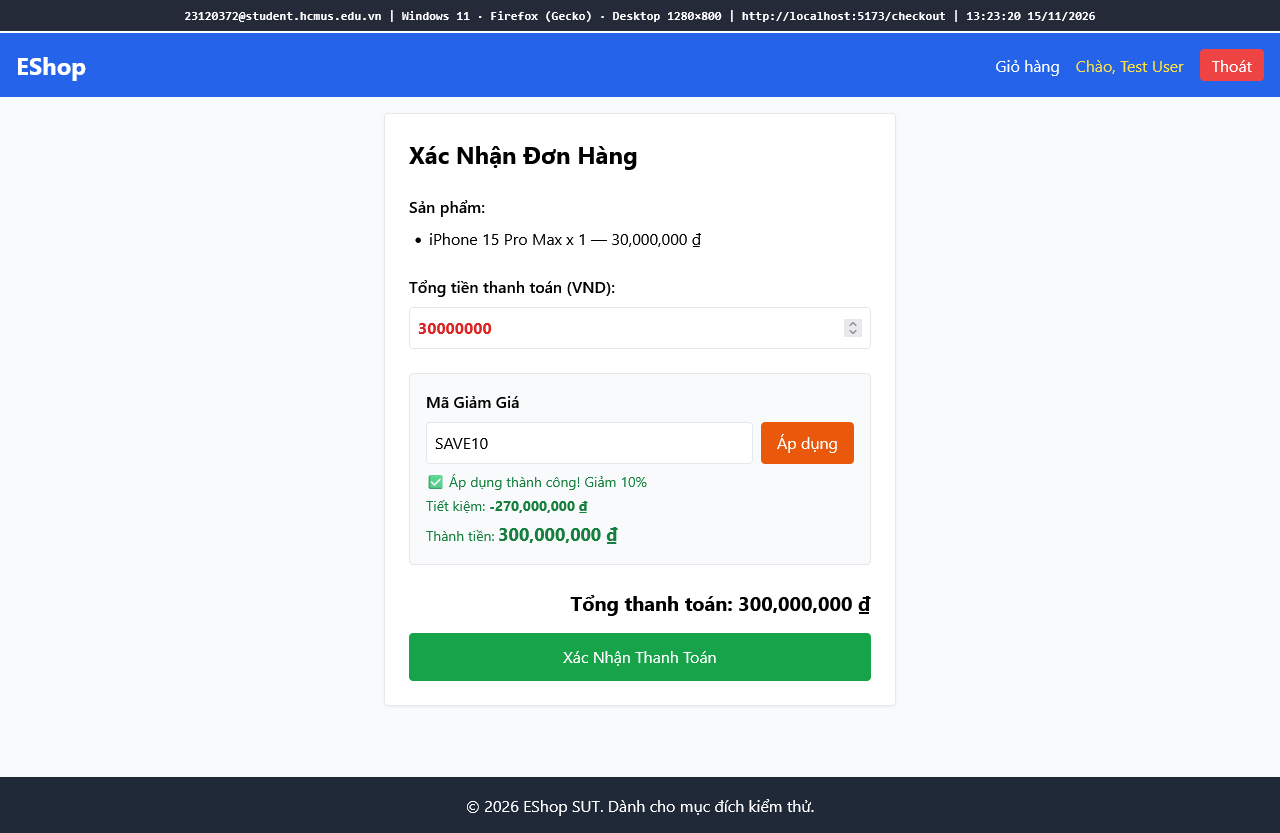 23120372@student.hcmus.edu.vn | Windows 11 · Firefox (Gecko) · Desktop 1280×800 | http://localhost:5173/checkout | 13:23:20 15/11/2026
EShop
Giỏ hàng
Chào, Test User
Thoát
Xác Nhận Đơn Hàng
Sản phẩm:
• iPhone 15 Pro Max x 1 — 30,000,000 ₫
Tổng tiền thanh toán (VND):
30000000
Mã Giảm Giá
SAVE10
Áp dụng
✅ Áp dụng thành công! Giảm 10%
Tiết kiệm: -270,000,000 ₫
Thành tiền: 300,000,000 ₫
Tổng thanh toán: 300,000,000 ₫
Xác Nhận Thanh Toán
© 2026 EShop SUT. Dành cho mục đích kiểm thử.